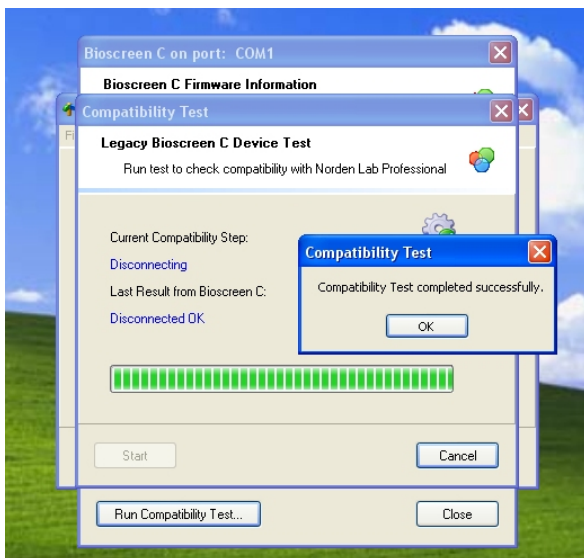 Bioscreen C on port: COM1
Bioscreen C Firmware Information
Compatibility Test
Fi
Legacy Bioscreen C Device Test
Run test to check compatibility with Norden Lab Professional
Current Compatibility Step:
Disconnecting
Last Result from Bioscreen C:
Disconnected OK
Compatibility Test
Compatibility Test completed successfully.
OK
Start
Cancel
Run Compatibility Test...
Close